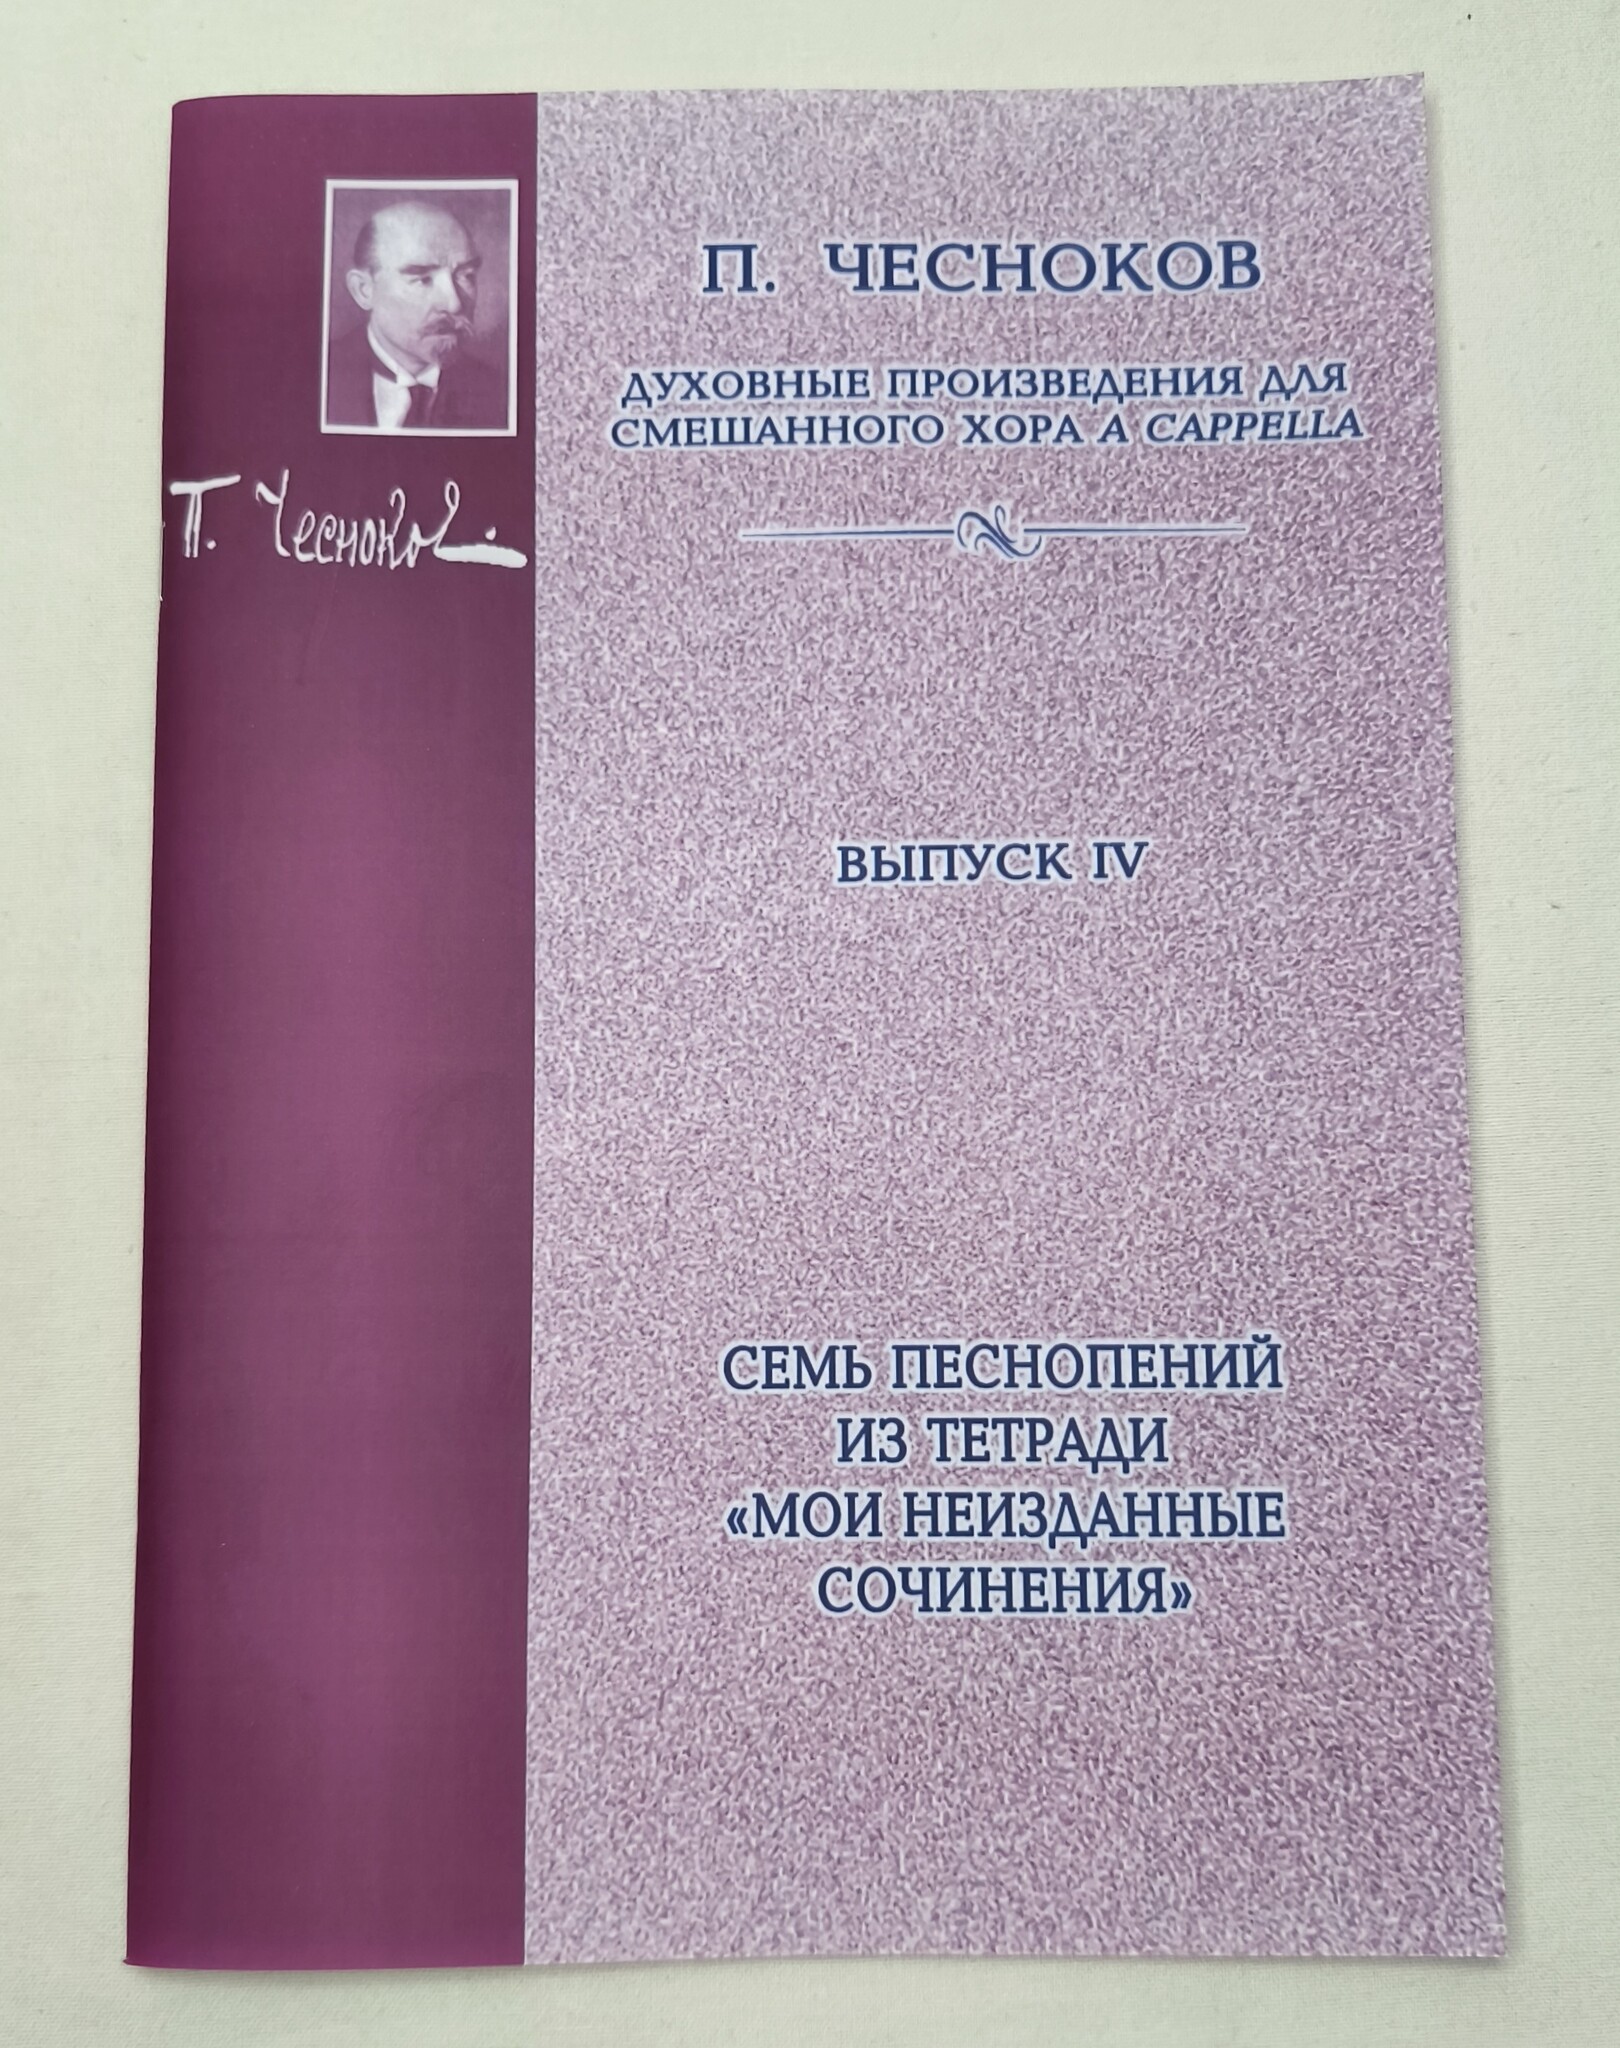 П. Чесноков.
П. ЧЕСНОКОВ
ДУХОВНЫЕ ПРОИЗВЕДЕНИЯ ДЛЯ
СМЕШАННОГО ХОРА A CAPPELLA
ВЫПУСК IV
СЕМЬ ПЕСНОПЕНИЙ
ИЗ ТЕТРАДИ
«МОИ НЕИЗДАННЫЕ
СОЧИНЕНИЯ»